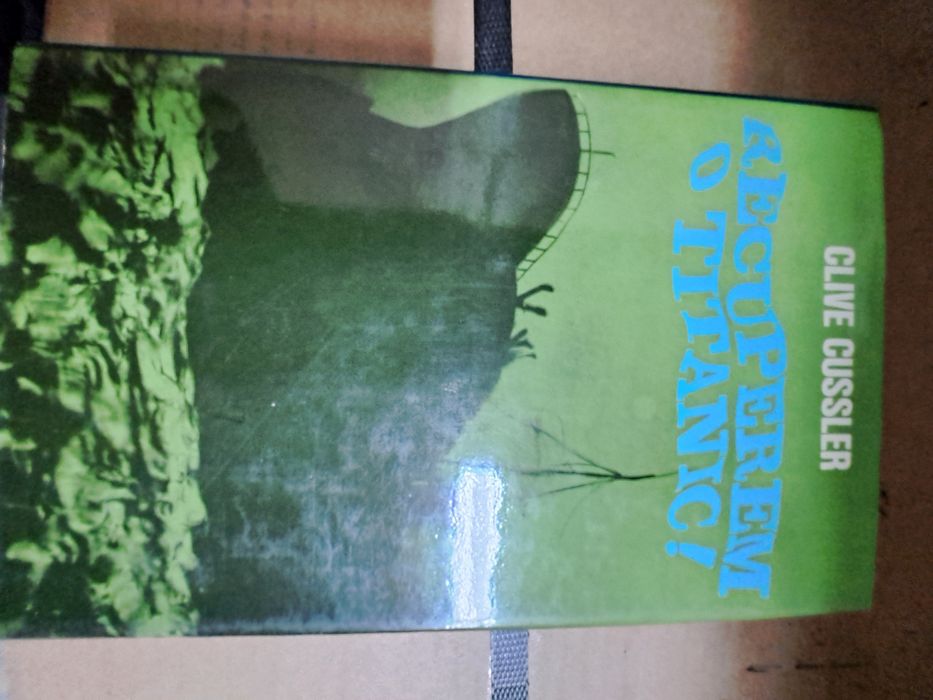 CLIVE CUSSLER
RECUPEREM
O TITANIC!